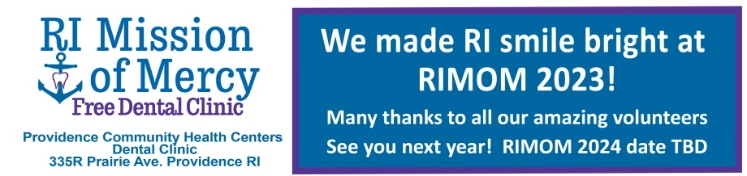 RI Mission
of Mercy
Free Dental Clinic
Providence Community Health Centers
Dental Clinic
335R Prairie Ave. Providence RI
We made RI smile bright at
RIMOM 2023!
Many thanks to all our amazing volunteers
See you next year! RIMOM 2024 date TBD